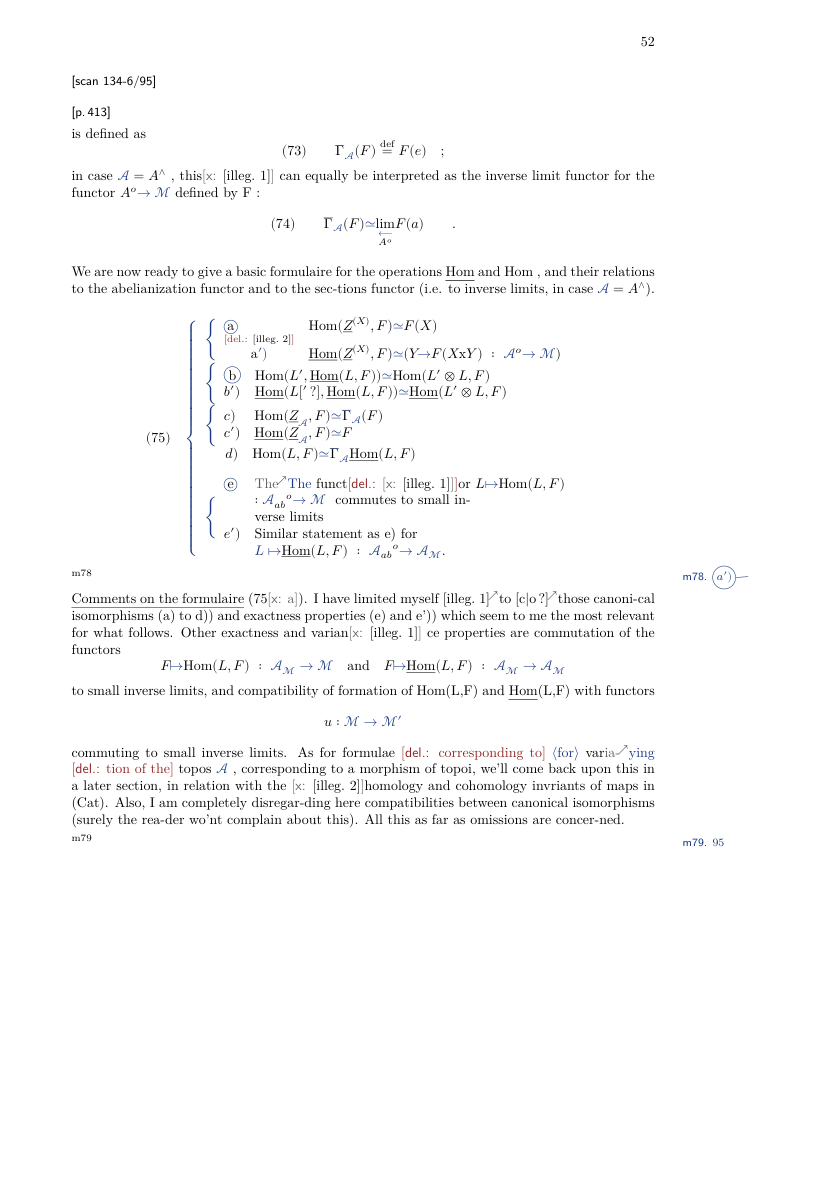 52
[scan 134-6/95]
[p. 413]
is defined as
(73) Γ_𝒜(F) ≝ F(e) ;
in case 𝒜 = A^∧ , this[x: [illeg. 1]] can equally be interpreted as the inverse limit functor for the
functor A^o → ℳ defined by F :
(74) Γ_𝒜(F)≃lim F(a) .
←
A^o
We are now ready to give a basic formulaire for the operations Hom and Hom , and their relations
to the abelianization functor and to the sec-tions functor (i.e. to inverse limits, in case 𝒜 = A^∧).
(75)
ⓐ Hom(Z^(X), F)≃F(X)
[del.: [illeg. 2]]
a′) Hom(Z^(X), F)≃(Y→F(XxY) : 𝒜^o → ℳ)
ⓑ Hom(L′, Hom(L, F))≃Hom(L′ ⊗ L, F)
b′) Hom(L[′ ?], Hom(L, F))≃Hom(L′ ⊗ L, F)
c) Hom(Z_𝒜, F)≃Γ_𝒜(F)
c′) Hom(Z_𝒜, F)≃F
d) Hom(L, F)≃Γ_𝒜Hom(L, F)
ⓔ The↗The funct[del.: [x: [illeg. 1]]]or L↦Hom(L, F)
: 𝒜_ab^o → ℳ commutes to small in-
verse limits
e′) Similar statement as e) for
L ↦Hom(L, F) : 𝒜_ab^o → 𝒜_ℳ.
m78
m78. (a′)
Comments on the formulaire (75[x: a]). I have limited myself [illeg. 1]↗to [c|o ?]↗those canoni-cal
isomorphisms (a) to d)) and exactness properties (e) and e')) which seem to me the most relevant
for what follows. Other exactness and varian[x: [illeg. 1]] ce properties are commutation of the
functors
F↦Hom(L, F) : 𝒜_ℳ → ℳ and F↦Hom(L, F) : 𝒜_ℳ → 𝒜_ℳ
to small inverse limits, and compatibility of formation of Hom(L,F) and Hom(L,F) with functors
u : ℳ → ℳ′
commuting to small inverse limits. As for formulae [del.: corresponding to] ⟨for⟩ varia↗ying
[del.: tion of the] topos 𝒜 , corresponding to a morphism of topoi, we'll come back upon this in
a later section, in relation with the [x: [illeg. 2]]homology and cohomology invriants of maps in
(Cat). Also, I am completely disregar-ding here compatibilities between canonical isomorphisms
(surely the rea-der wo'nt complain about this). All this as far as omissions are concer-ned.
m79
m79. 95